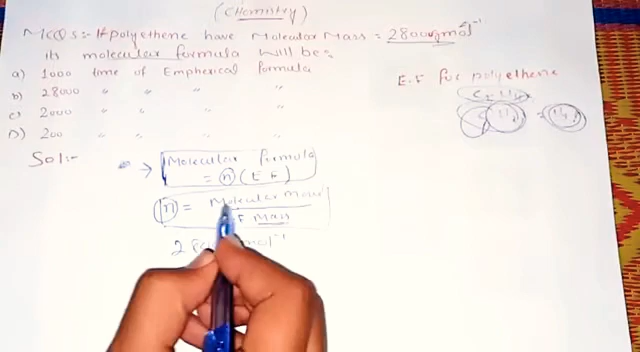 (Chemistry)
MCQS:- If polyethene have Molecular Mass = 28000g mol⁻¹
its molecular formula will be:
a) 1000 time of Empherical formula
b) 28000 " " "
c) 2000 " " "
D) 200 " " "
E.F for polyethene
Sol:-
→ Molecular formula
= n (E F)
n = Molecular Mass
Mass
mol⁻¹